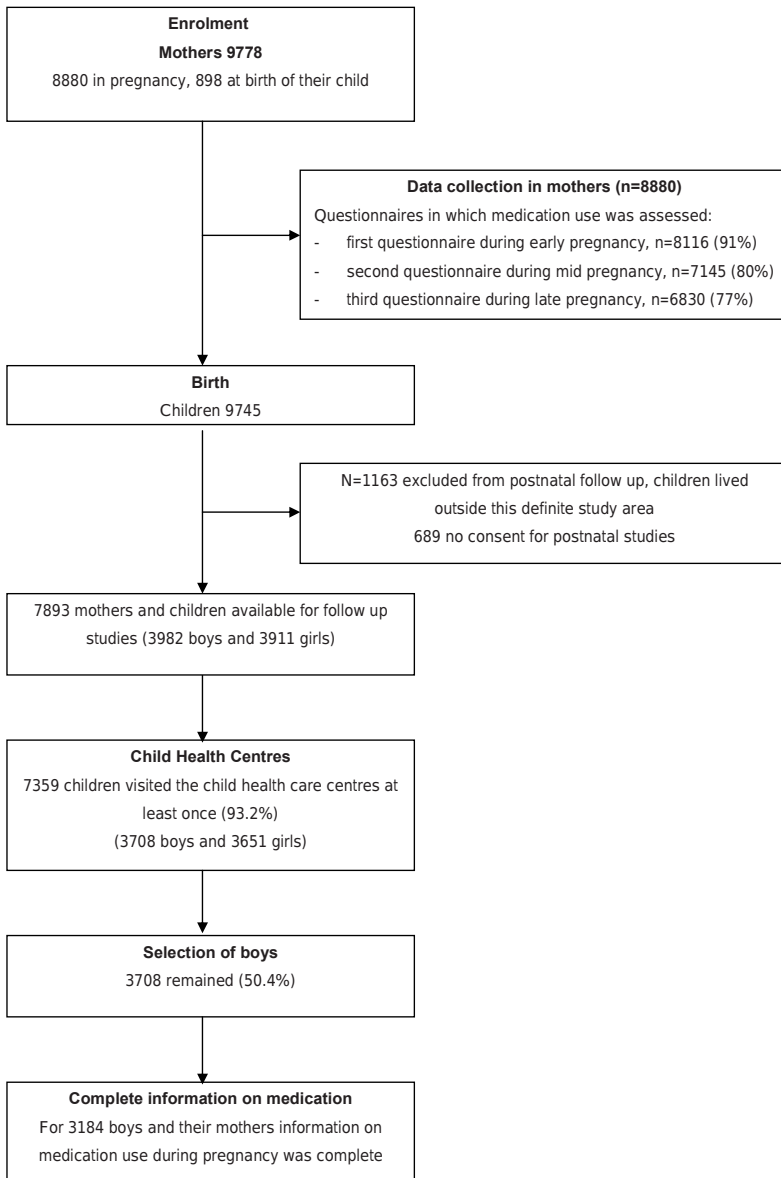 Enrolment
Mothers 9778
8880 in pregnancy, 898 at birth of their child
Data collection in mothers (n=8880)
Questionnaires in which medication use was assessed:
- first questionnaire during early pregnancy, n=8116 (91%)
- second questionnaire during mid pregnancy, n=7145 (80%)
- third questionnaire during late pregnancy, n=6830 (77%)
Birth
Children 9745
N=1163 excluded from postnatal follow up, children lived
outside this definite study area
689 no consent for postnatal studies
7893 mothers and children available for follow up
studies (3982 boys and 3911 girls)
Child Health Centres
7359 children visited the child health care centres at
least once (93.2%)
(3708 boys and 3651 girls)
Selection of boys
3708 remained (50.4%)
Complete information on medication
For 3184 boys and their mothers information on
medication use during pregnancy was complete